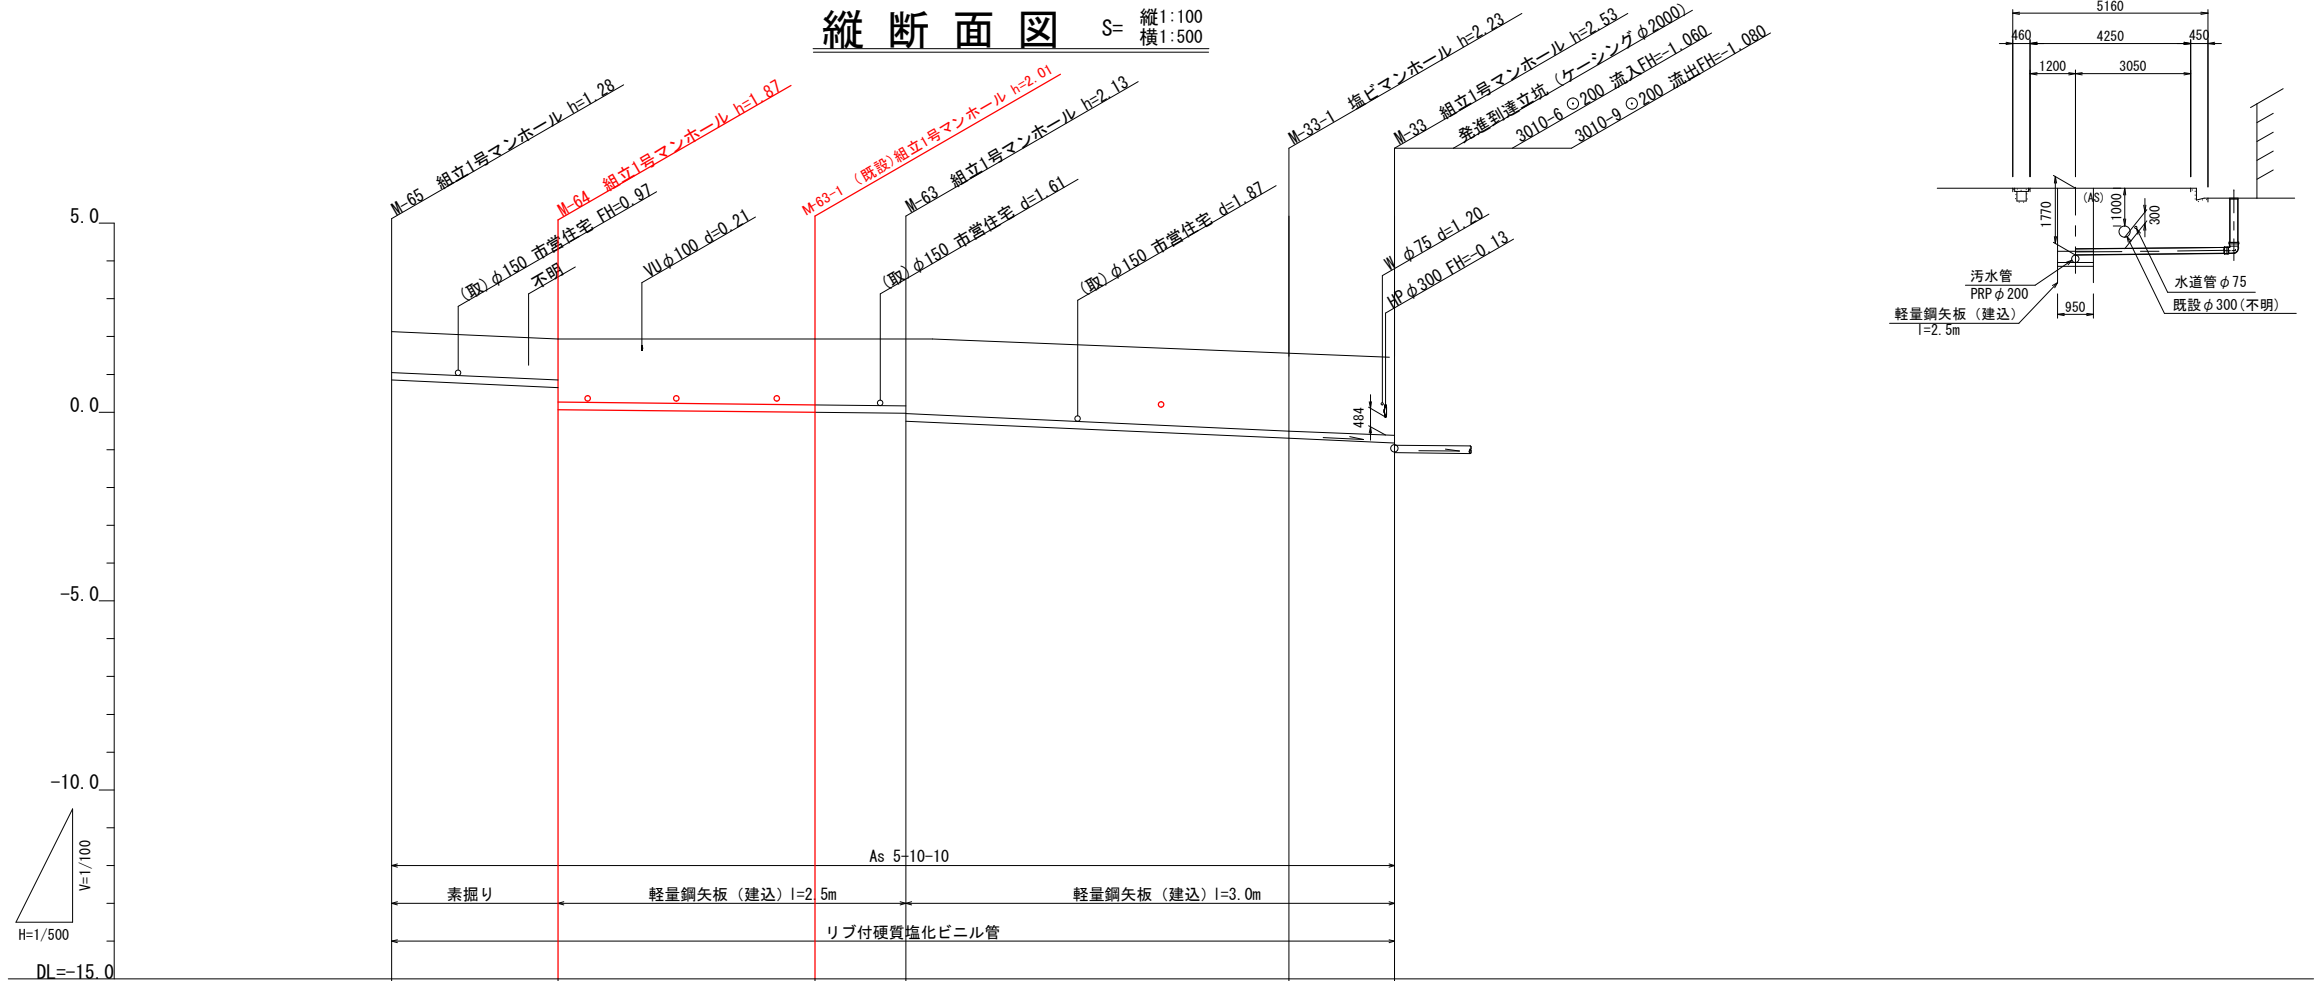 縦断面図
S= 縦1:100
横1:500
M-65 組立1号マンホール h=1.28
M-64 組立1号マンホール h=1.87
M-63-1 (既設)組立1号マンホール h=2.01
M-63 組立1号マンホール h=2.13
M-33-1 塩ビマンホール h=2.23
M-33 組立1号マンホール h=2.53
発進到達立坑 (ケーシングφ2000)
3010-6 ⊙200 流入FH=-1.060
3010-9 ⊙200 流出FH=-1.080
(取)φ150 市営住宅 FH=0.97
不明
VUφ100 d=0.21
(取)φ150 市営住宅 d=1.61
(取)φ150 市営住宅 d=1.87
W φ75 d=1.20
HPφ300 FH=-0.13
484
5.0
0.0
-5.0
-10.0
DL=-15.0
V=1/100
H=1/500
As 5-10-10
素掘り
軽量鋼矢板 (建込) l=2.5m
軽量鋼矢板 (建込) l=3.0m
リブ付硬質塩化ビニル管
5160
460
4250
450
1200
3050
1770
(AS)
1000
300
汚水管
PRPφ200
水道管φ75
既設φ300(不明)
950
軽量鋼矢板 (建込)
l=2.5m